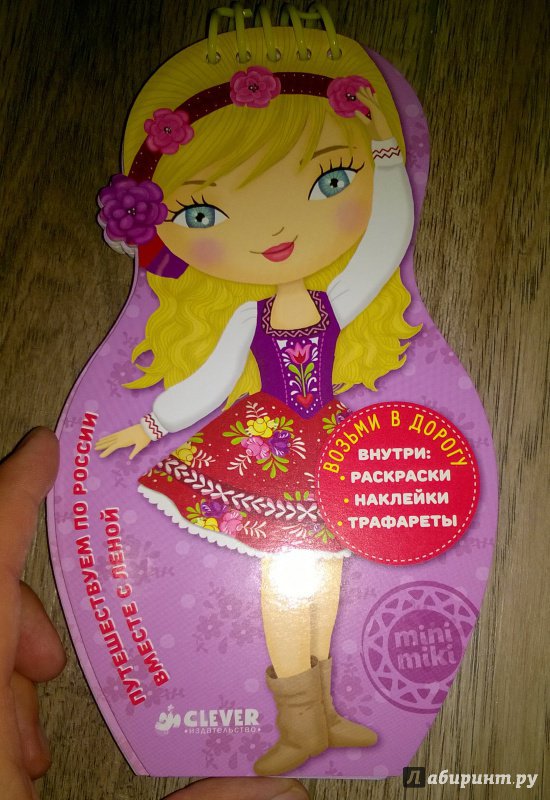 ПУТЕШЕСТВУЕМ ПО РОССИИ
ВМЕСТЕ С ЛЕНОЙ
ВОЗЬМИ В ДОРОГУ
ВНУТРИ:
· РАСКРАСКИ
· НАКЛЕЙКИ
· ТРАФАРЕТЫ
mini
miki
CLEVER
издательство
Лабиринт.ру